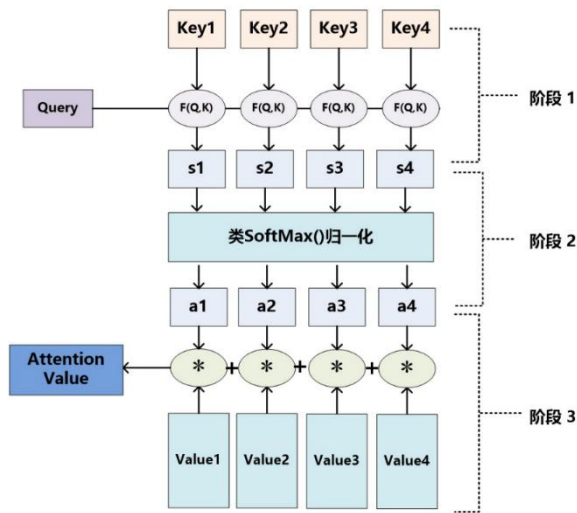 Key1 Key2 Key3 Key4
阶段 1
Query F(Q,K) F(Q,K) F(Q,K) F(Q,K)
s1 s2 s3 s4
类SoftMax()归一化
阶段 2
a1 a2 a3 a4
Attention
Value
* + * + * + *
阶段 3
Value1 Value2 Value3 Value4